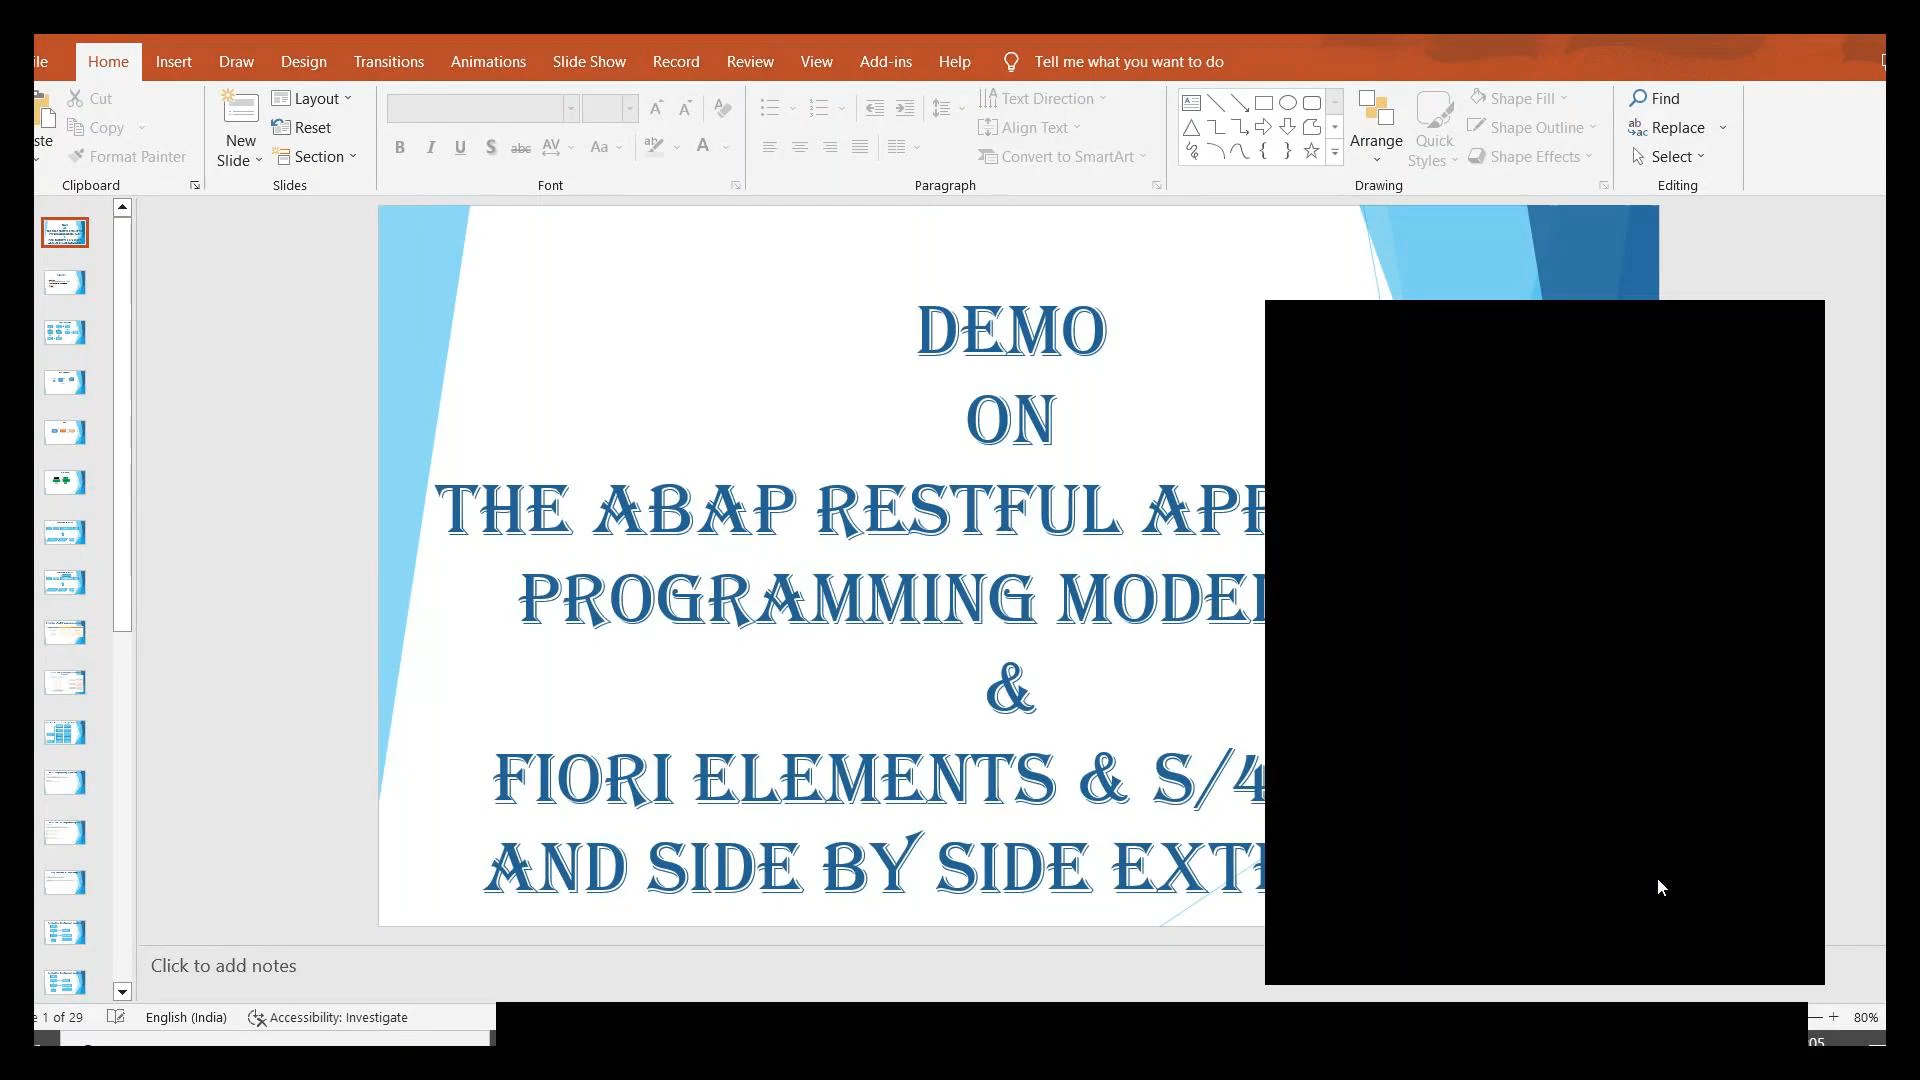 Home Insert Draw Design Transitions Animations Slide Show Record Review View Add-ins Help Tell me what you want to do
Cut
Copy
Format Painter
Clipboard
New
Slide
Layout
Reset
Section
Slides
Font
Text Direction
Align Text
Convert to SmartArt
Paragraph
Arrange
Quick
Styles
Shape Fill
Shape Outline
Shape Effects
Drawing
Find
Replace
Select
Editing
DEMO
ON
THE ABAP RESTFUL
PROGRAMMING MODEL
&
FIORI ELEMENTS & S/4
AND SIDE BY SIDE
Click to add notes
1 of 29 English (India) Accessibility: Investigate 80%